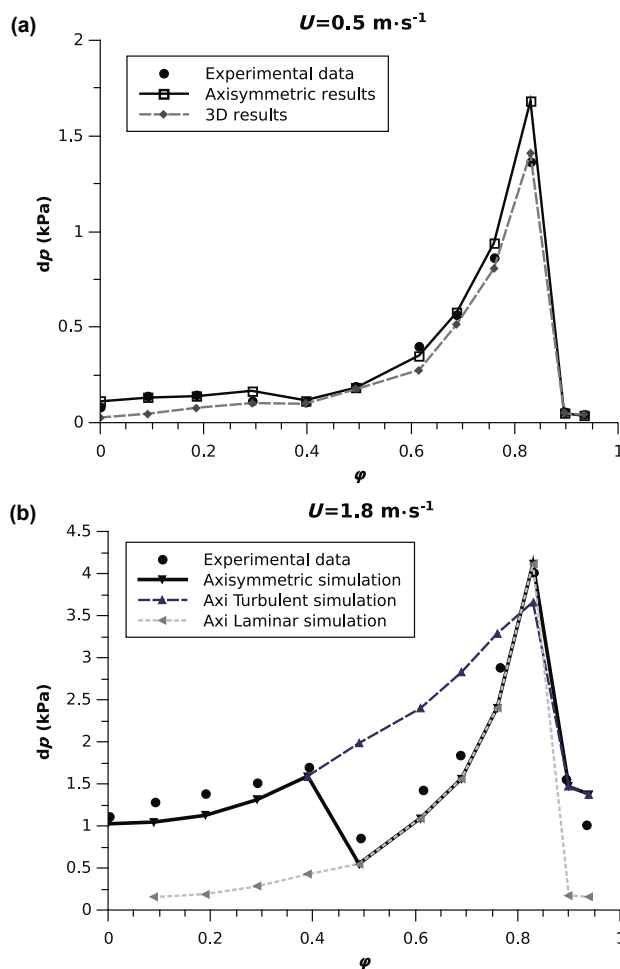 (a)
U=0.5 m·s⁻¹
Experimental data
Axisymmetric results
3D results
2
1.5
1
0.5
0
dp (kPa)
0 0.2 0.4 0.6 0.8 1
φ
(b)
U=1.8 m·s⁻¹
Experimental data
Axisymmetric simulation
Axi Turbulent simulation
Axi Laminar simulation
4.5
4
3.5
3
2.5
2
1.5
1
0.5
0
dp (kPa)
0 0.2 0.4 0.6 0.8 1
φ